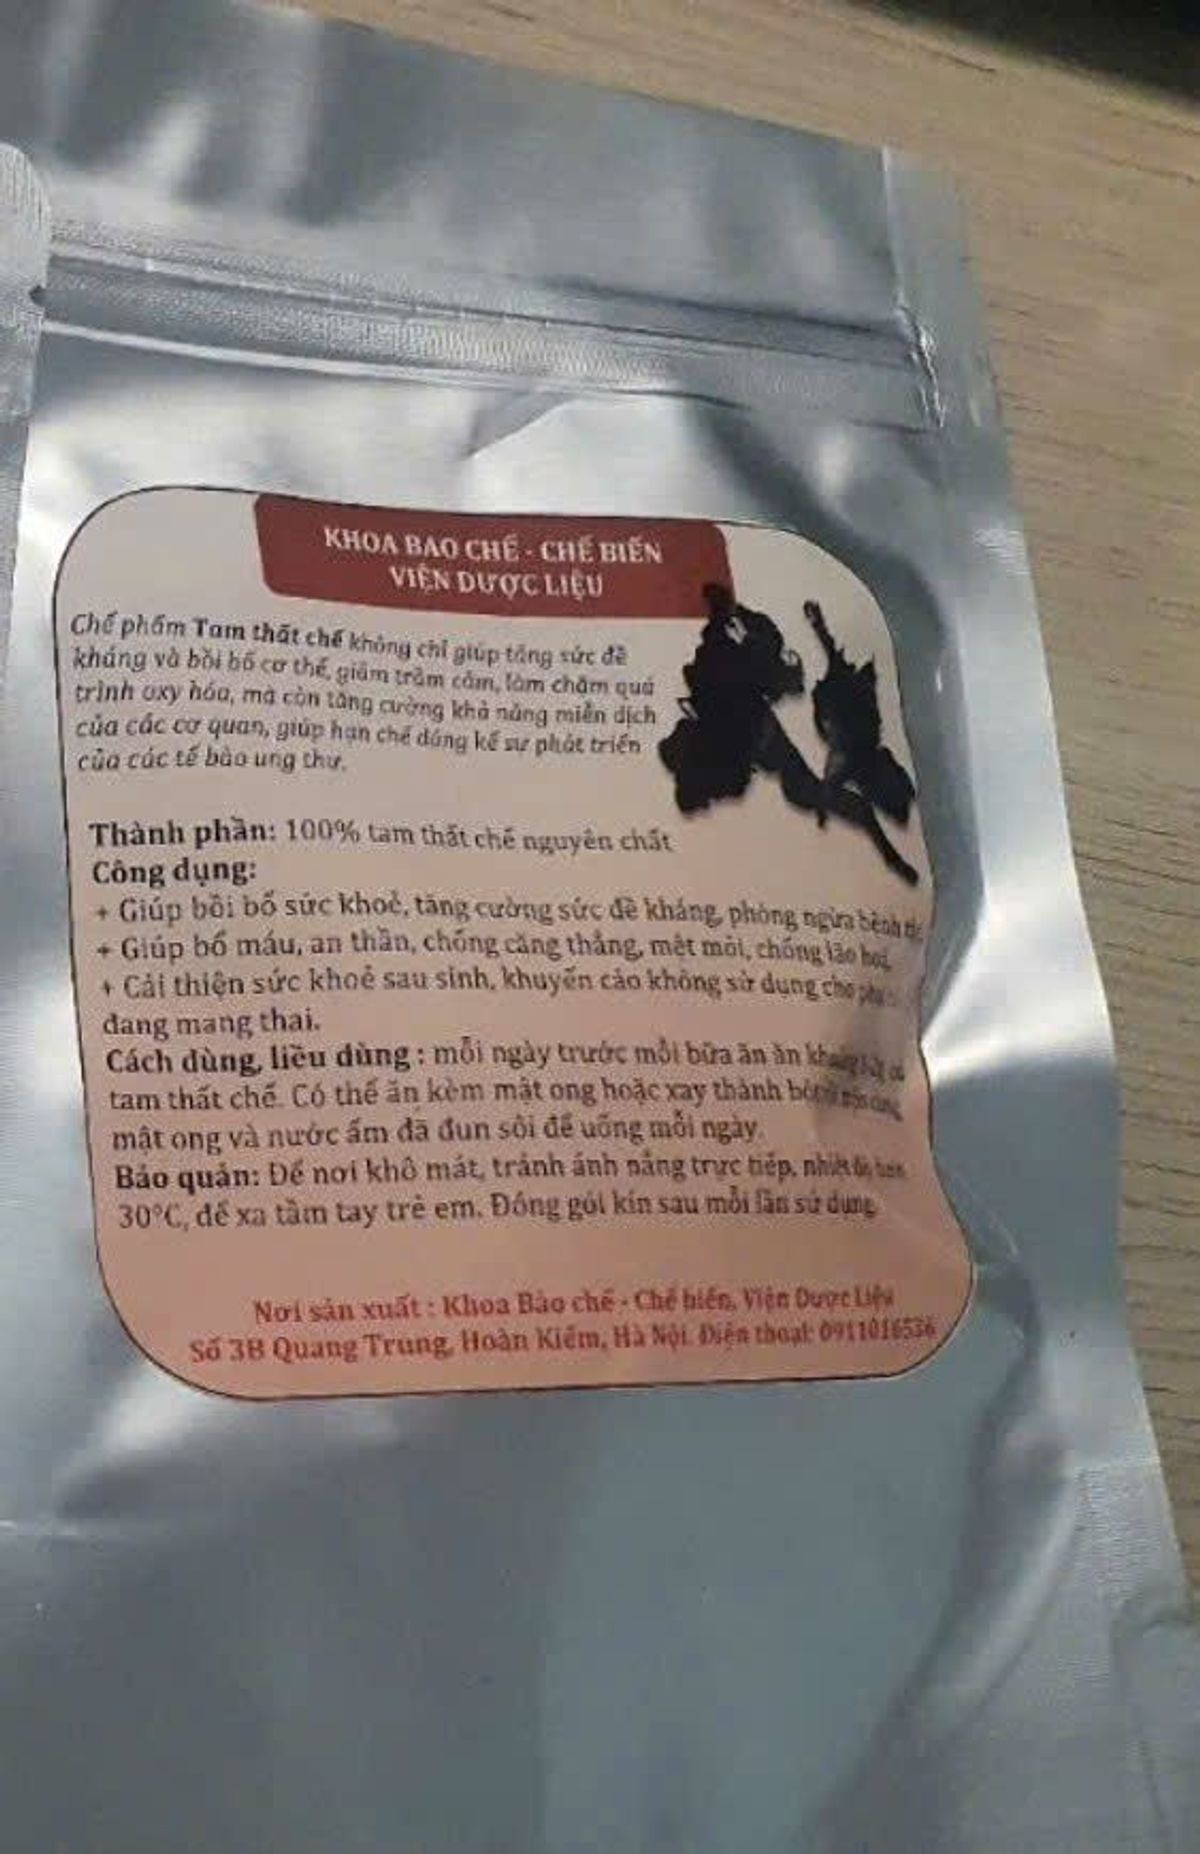 KHOA BAO CHẾ - CHẾ BIẾN
VIỆN DƯỢC LIỆU
Chế phẩm Tam thất chế không chỉ giúp tăng sức đề
kháng và bồi bổ cơ thể, giảm trầm cảm, làm chậm quá
trình oxy hóa, mà còn tăng cường khả năng miễn dịch
của các cơ quan, giúp hạn chế đáng kể sự phát triển
của các tế bào ung thư.
Thành phần: 100% tam thất chế nguyên chất
Công dụng:
+ Giúp bồi bổ sức khoẻ, tăng cường sức đề kháng, phòng ngừa bệnh
+ Giúp bổ máu, an thần, chống căng thẳng, mệt mỏi, chống lão hoá,
+ Cải thiện sức khoẻ sau sinh, khuyến cáo không sử dụng cho
đang mang thai.
Cách dùng, liều dùng : mỗi ngày trước mỗi bữa ăn ăn
tam thất chế. Có thể ăn kèm mật ong hoặc xay thành bột
mật ong và nước ấm đã đun sôi để uống mỗi ngày.
Bảo quản: Để nơi khô mát, tránh ánh nắng trực tiếp, nhiệt độ
30°C, để xa tầm tay trẻ em. Đóng gói kín sau mỗi lần sử dụng.
Nơi sản xuất : Khoa Bào chế - Chế biến, Viện Dược Liệu
Số 3B Quang Trung, Hoàn Kiếm, Hà Nội. Điện thoại: 0911016536